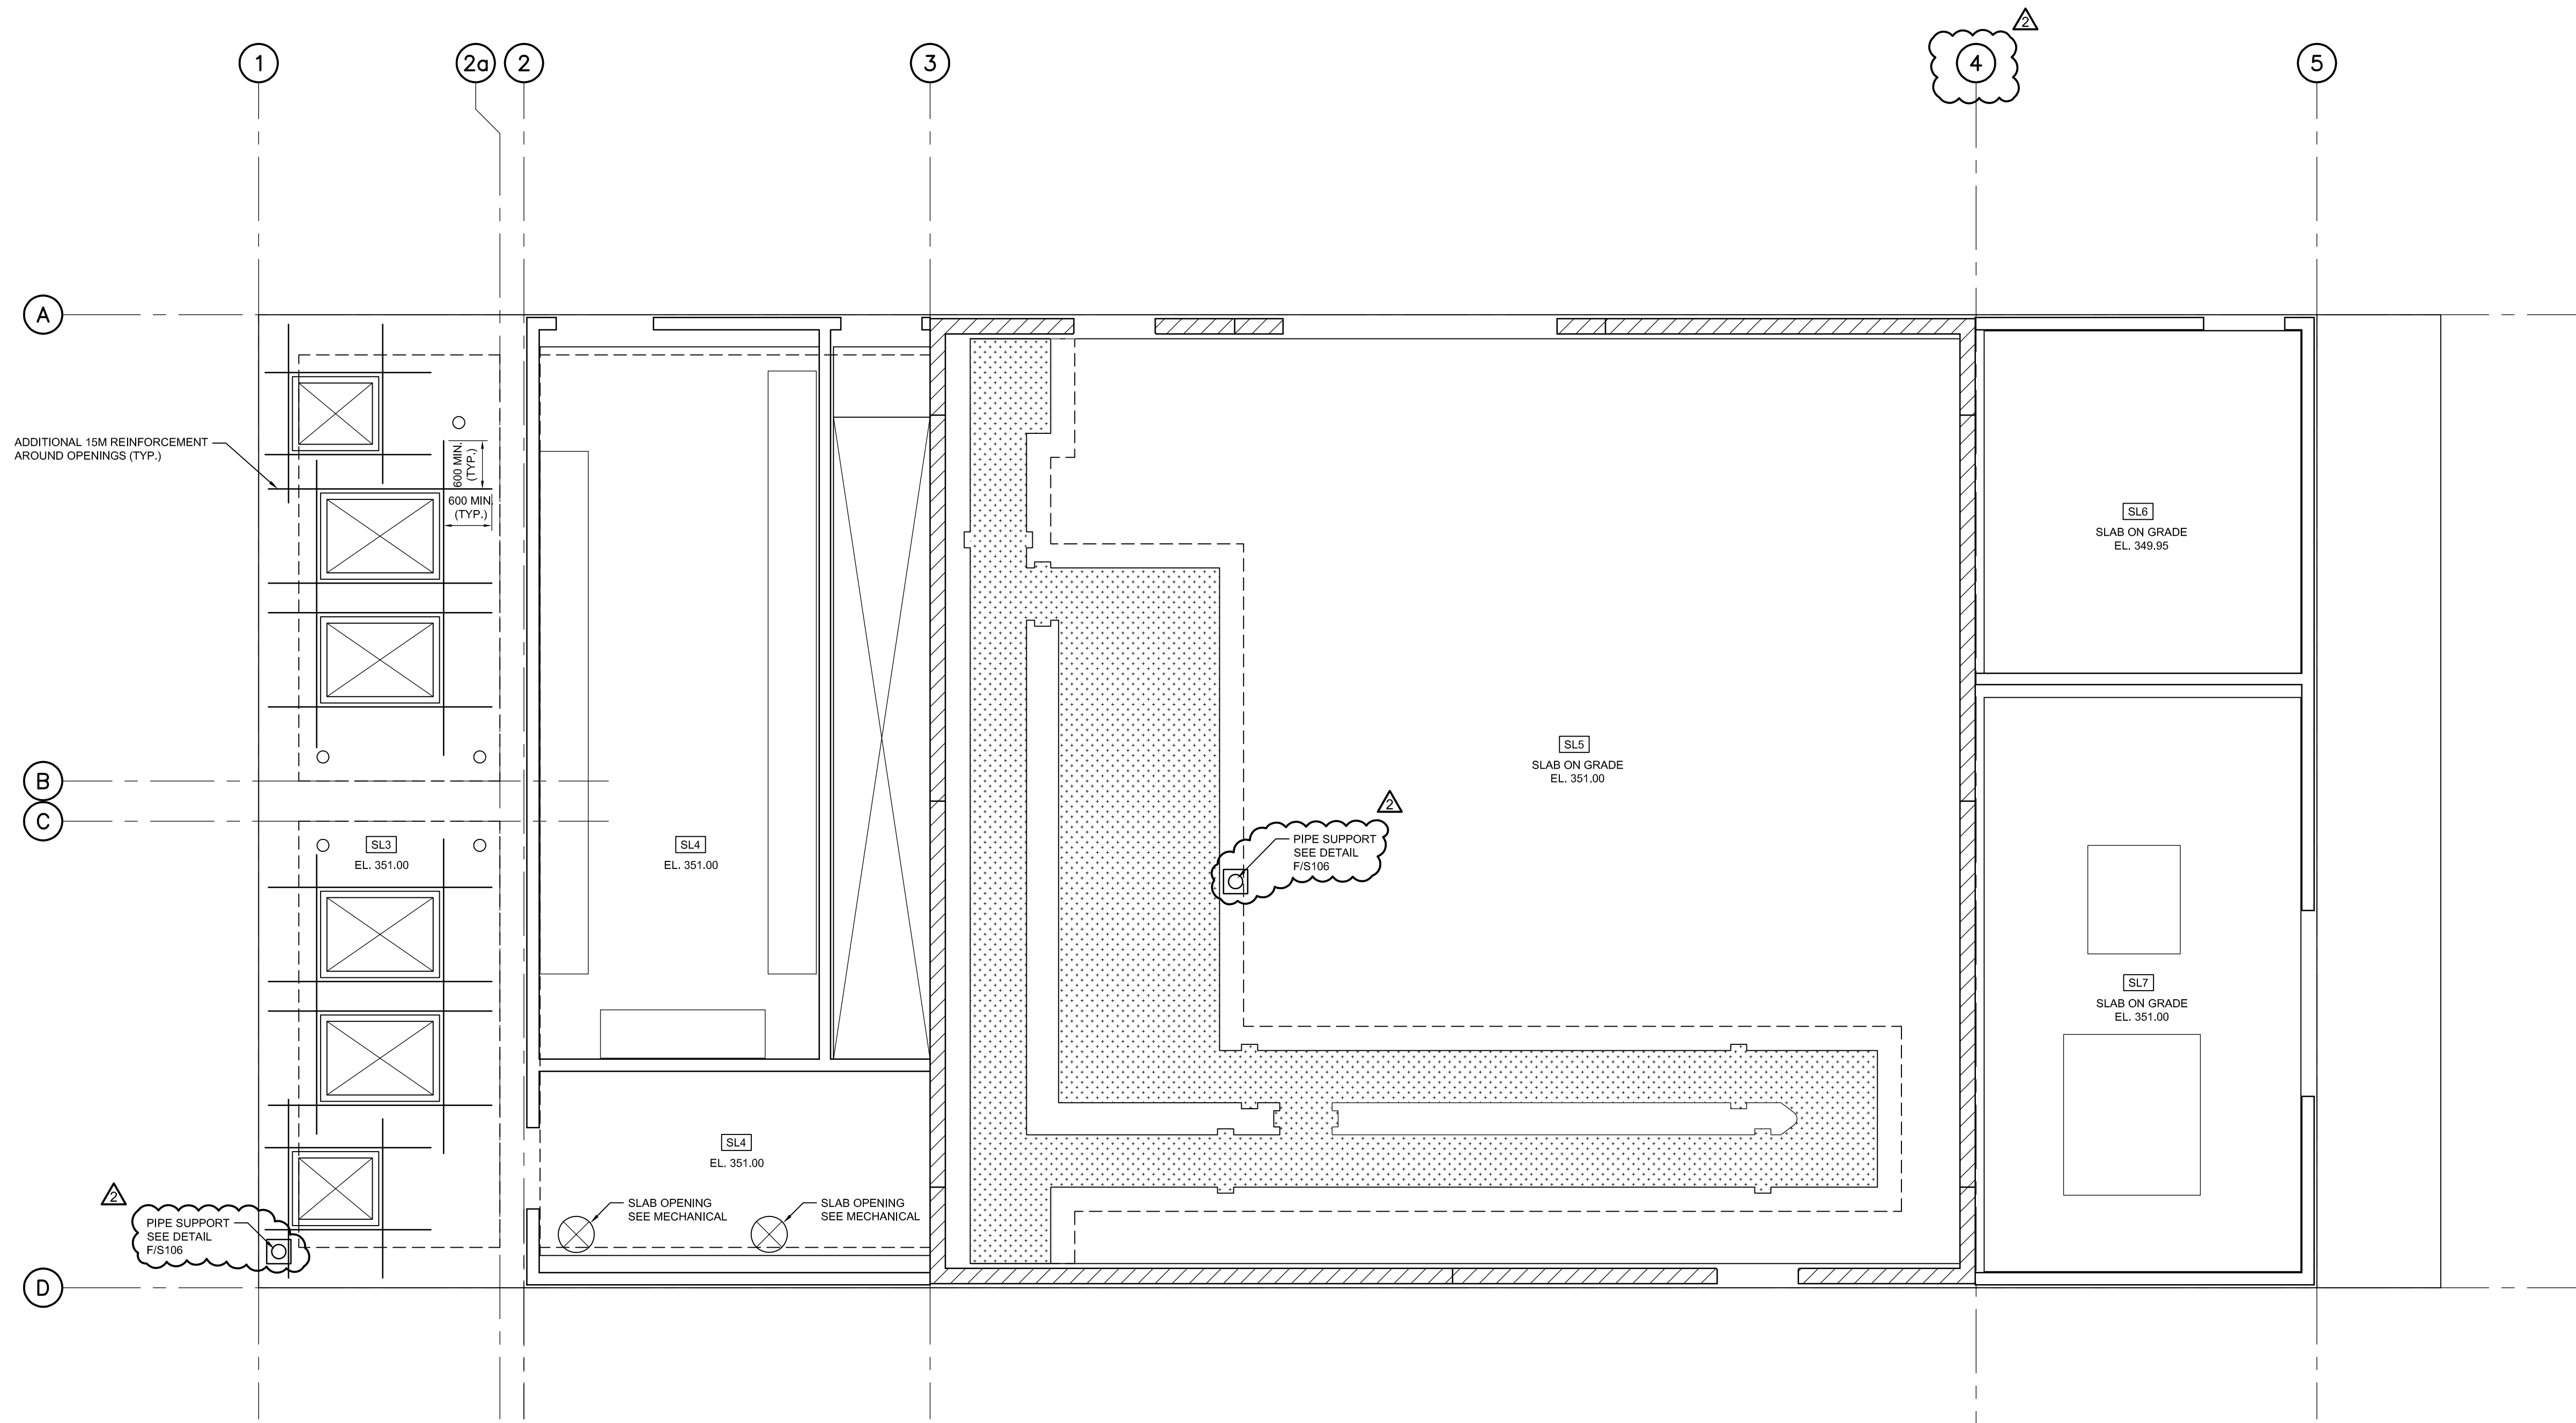 2
1
2a
2
3
4
5
A
ADDITIONAL 15M REINFORCEMENT
AROUND OPENINGS (TYP.)
600 MIN.
(TYP.)
600 MIN.
(TYP.)
SL6
SLAB ON GRADE
EL. 349.95
SL5
SLAB ON GRADE
EL. 351.00
B
C
2
PIPE SUPPORT
SEE DETAIL
F/S106
SL3
EL. 351.00
SL4
EL. 351.00
SL7
SLAB ON GRADE
EL. 351.00
SL4
EL. 351.00
SLAB OPENING
SEE MECHANICAL
SLAB OPENING
SEE MECHANICAL
2
PIPE SUPPORT
SEE DETAIL
F/S106
D